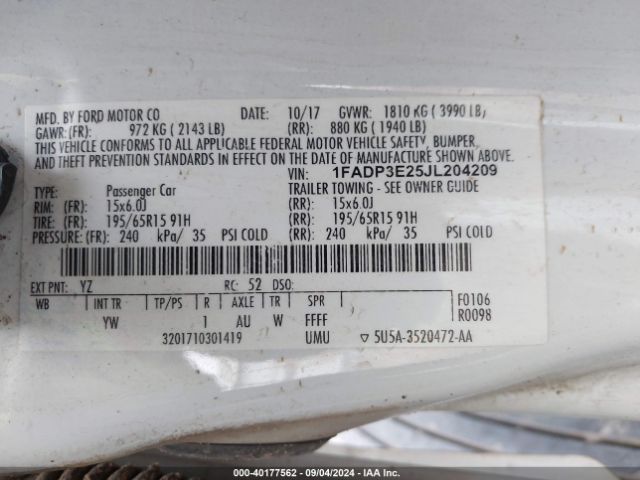 MFD. BY FORD MOTOR CO DATE: 10/17 GVWR: 1810 KG ( 3990 LB)
GAWR: (FR): 972 KG ( 2143 LB) (RR): 880 KG ( 1940 LB)
THIS VEHICLE CONFORMS TO ALL APPLICABLE FEDERAL MOTOR VEHICLE SAFETY, BUMPER,
AND THEFT PREVENTION STANDARDS IN EFFECT ON THE DATE OF MANUFACTURE SHOWN ABOVE.
VIN: 1FADP3E25JL204209
TYPE: Passenger Car TRAILER TOWING - SEE OWNER GUIDE
RIM: (FR): 15x6.0J (RR): 15x6.0J
TIRE: (FR): 195/65R15 91H (RR): 195/65R15 91H
PRESSURE: (FR): 240 kPa/ 35 PSI COLD (RR): 240 kPa/ 35 PSI COLD
EXT PNT: YZ RC: 52 DSO:
WB INT TR TP/PS R AXLE TR SPR F0106
YW 1 AU W FFFF R0098
3201710301419 UMU ▽ 5U5A-3520472-AA
000-40177562 - 09/04/2024 - IAA Inc.